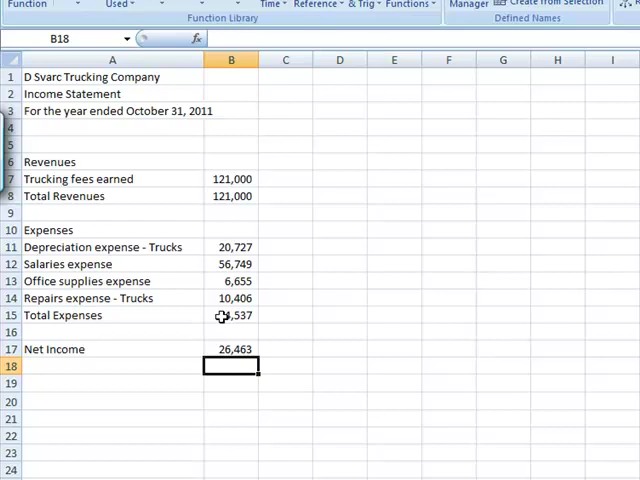 Function Used Time Reference & Trig Functions Manager Create from Selection
Function Library Defined Names
B18 fx
A B C D E F G H I
1 D Svarc Trucking Company
2 Income Statement
3 For the year ended October 31, 2011
4
5
6 Revenues
7 Trucking fees earned 121,000
8 Total Revenues 121,000
9
10 Expenses
11 Depreciation expense - Trucks 20,727
12 Salaries expense 56,749
13 Office supplies expense 6,655
14 Repairs expense - Trucks 10,406
15 Total Expenses
16
17 Net Income 26,463
18
19
20
21
22
23
24